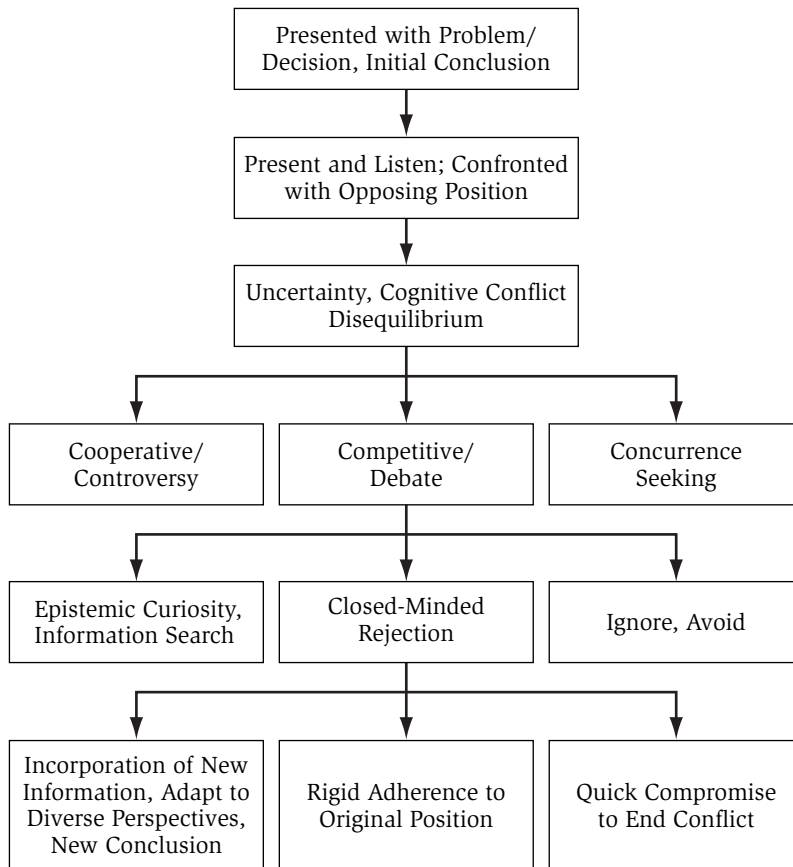 Presented with Problem/
Decision, Initial Conclusion
Present and Listen; Confronted
with Opposing Position
Uncertainty, Cognitive Conflict
Disequilibrium
Cooperative/
Controversy
Competitive/
Debate
Concurrence
Seeking
Epistemic Curiosity,
Information Search
Closed-Minded
Rejection
Ignore, Avoid
Incorporation of New
Information, Adapt to
Diverse Perspectives,
New Conclusion
Rigid Adherence to
Original Position
Quick Compromise
to End Conflict